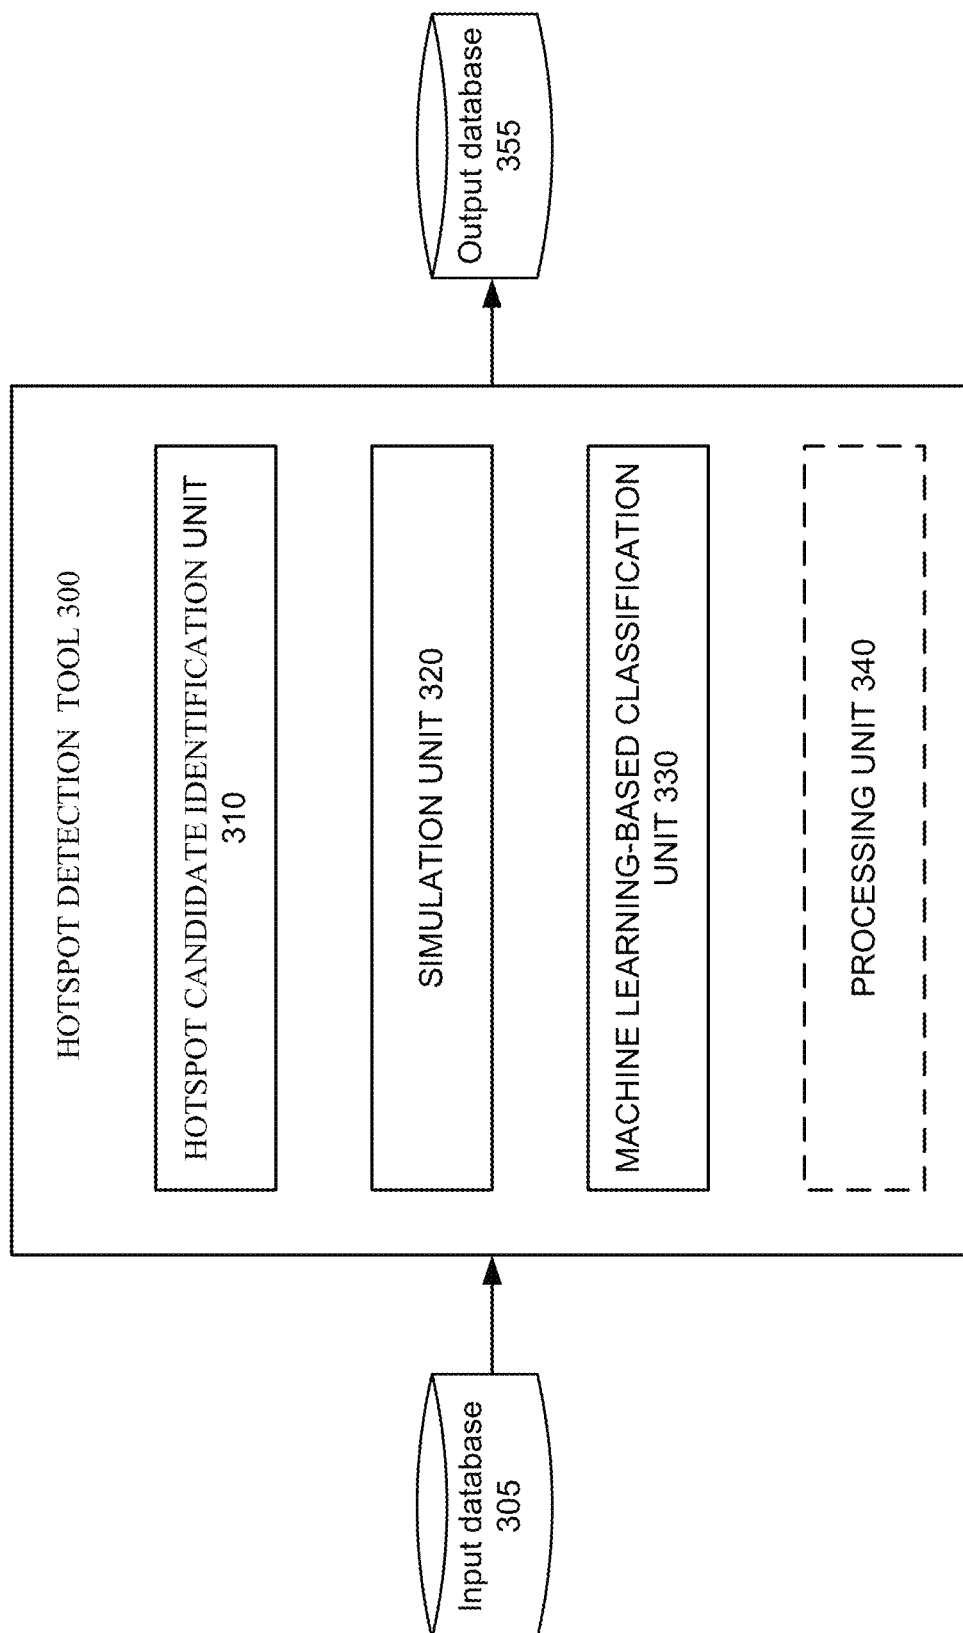 HOTSPOT DETECTION TOOL 300
HOTSPOT CANDIDATE IDENTIFICATION UNIT
310
SIMULATION UNIT 320
MACHINE LEARNING-BASED CLASSIFICATION
UNIT 330
PROCESSING UNIT 340
Input database
305
Output database
355